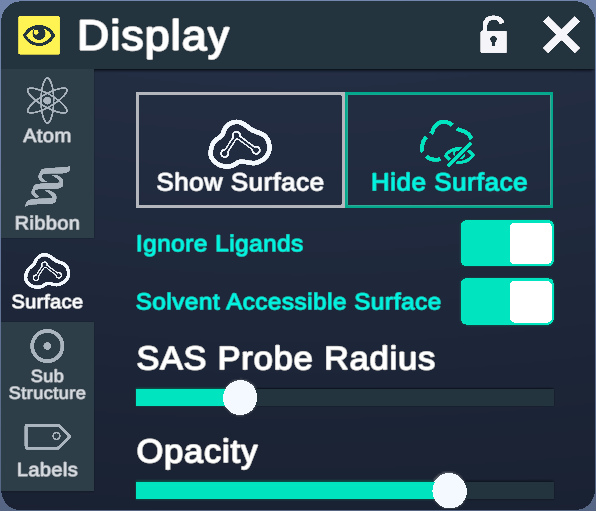 Display
Atom
Ribbon
Surface
Sub
Structure
Labels
Show Surface
Hide Surface
Ignore Ligands
Solvent Accessible Surface
SAS Probe Radius
Opacity